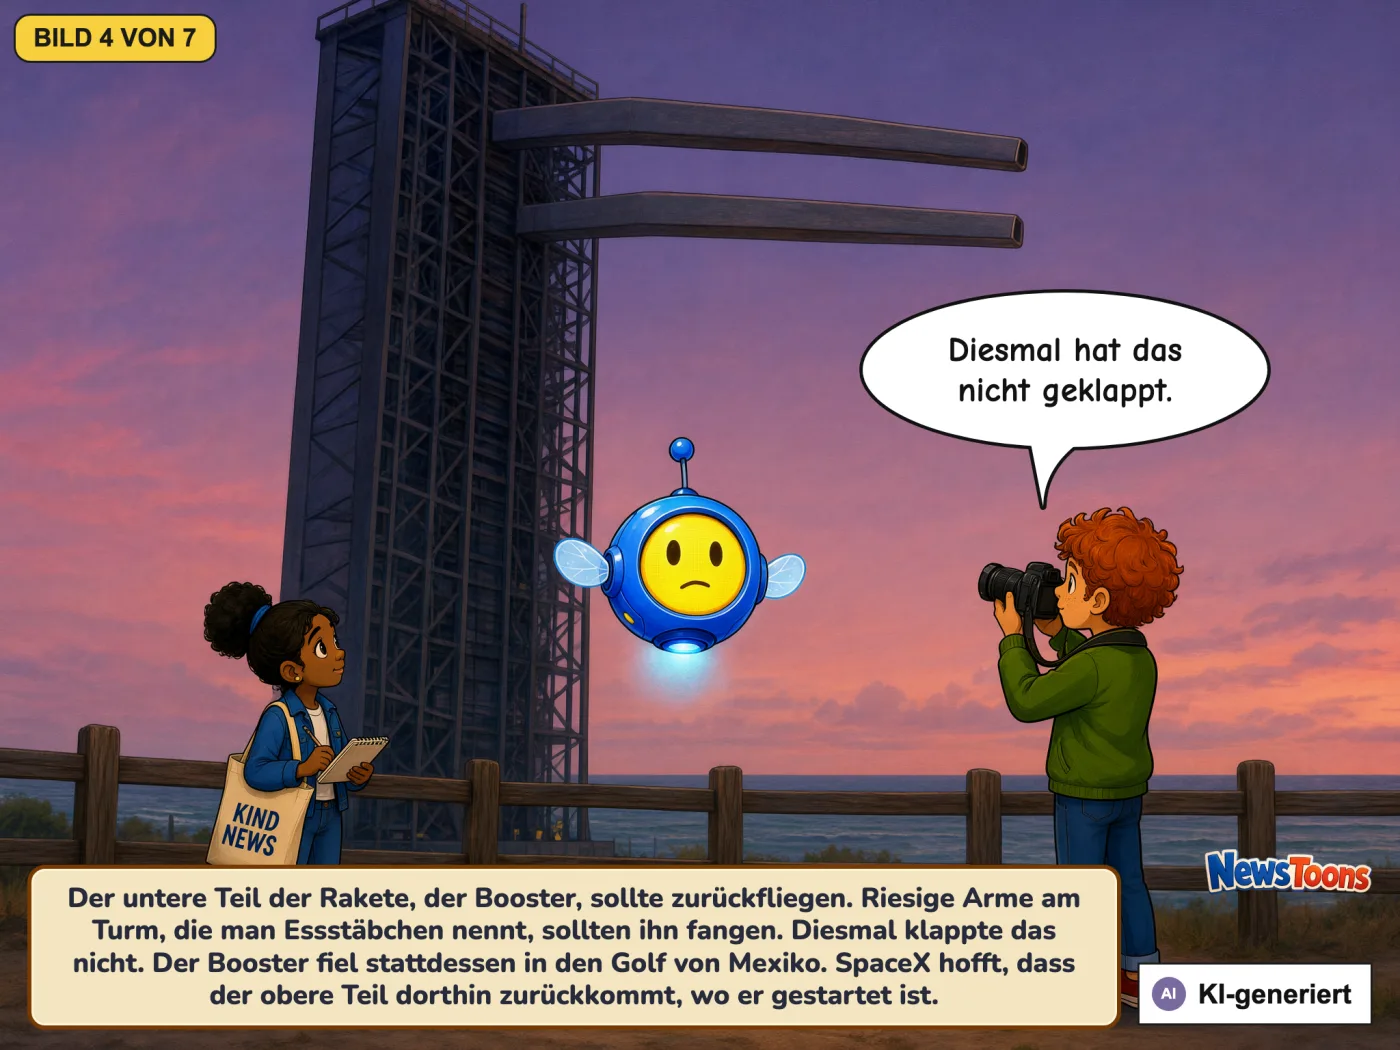 BILD 4 VON 7
Diesmal hat das
nicht geklappt.
KIND
NEWS
Der untere Teil der Rakete, der Booster, sollte zurückfliegen. Riesige Arme am
Turm, die man Essstäbchen nennt, sollten ihn fangen. Diesmal klappte das
nicht. Der Booster fiel stattdessen in den Golf von Mexiko. SpaceX hofft, dass
der obere Teil dorthin zurückkommt, wo er gestartet ist.
NewsToons
AI KI-generiert